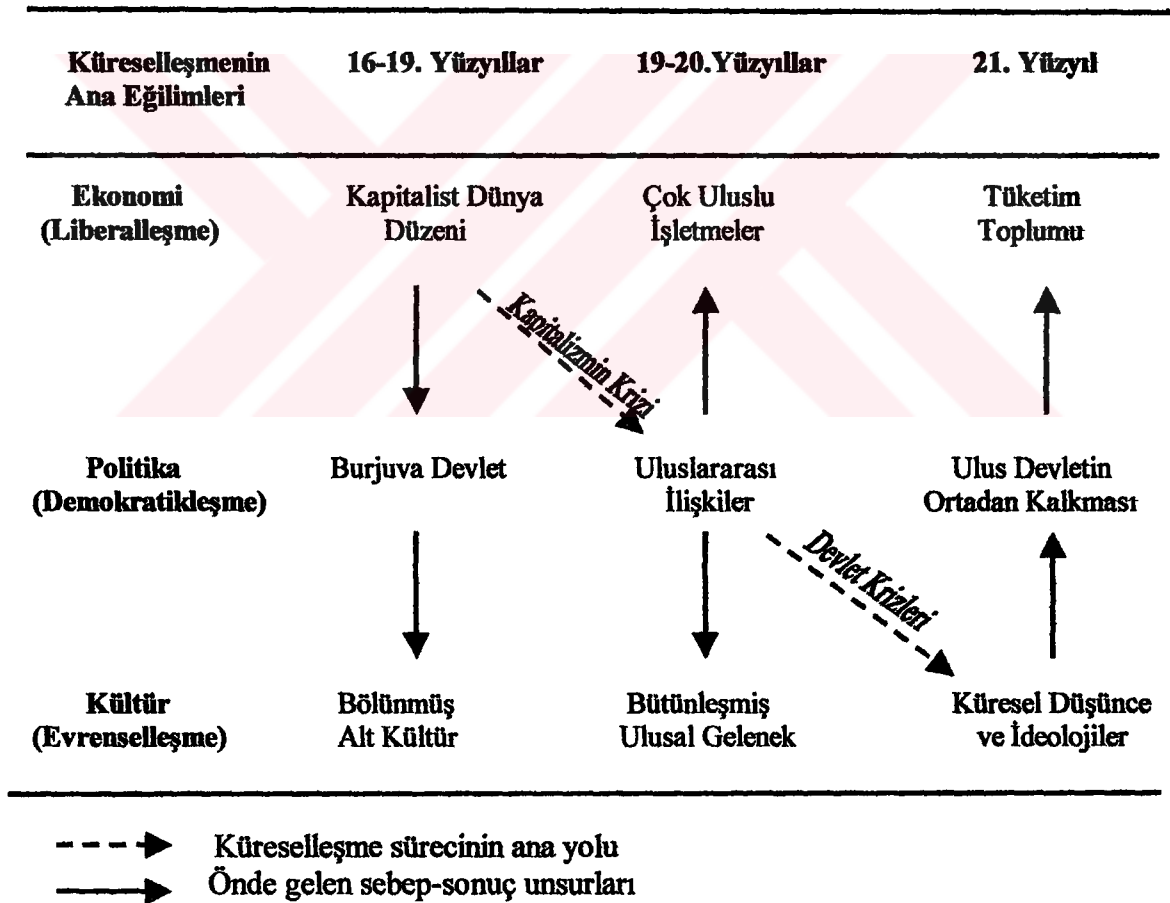 Küreselleşmenin Ana Eğilimleri
16-19. Yüzyıllar
19-20.Yüzyıllar
21. Yüzyıl
Ekonomi
(Liberalleşme)
Kapitalist Dünya
Düzeni
Çok Uluslu
İşletmeler
Tüketim
Toplumu
Kapitalizmin Krizi
Politika
(Demokratikleşme)
Burjuva Devlet
Uluslararası
İlişkiler
Ulus Devletin
Ortadan Kalkması
Devlet Krizleri
Kültür
(Evrenselleşme)
Bölünmüş
Alt Kültür
Bütünleşmiş
Ulusal Gelenek
Küresel Düşünce
ve İdeolojiler
Küreselleşme sürecinin ana yolu
Önde gelen sebep-sonuç unsurları